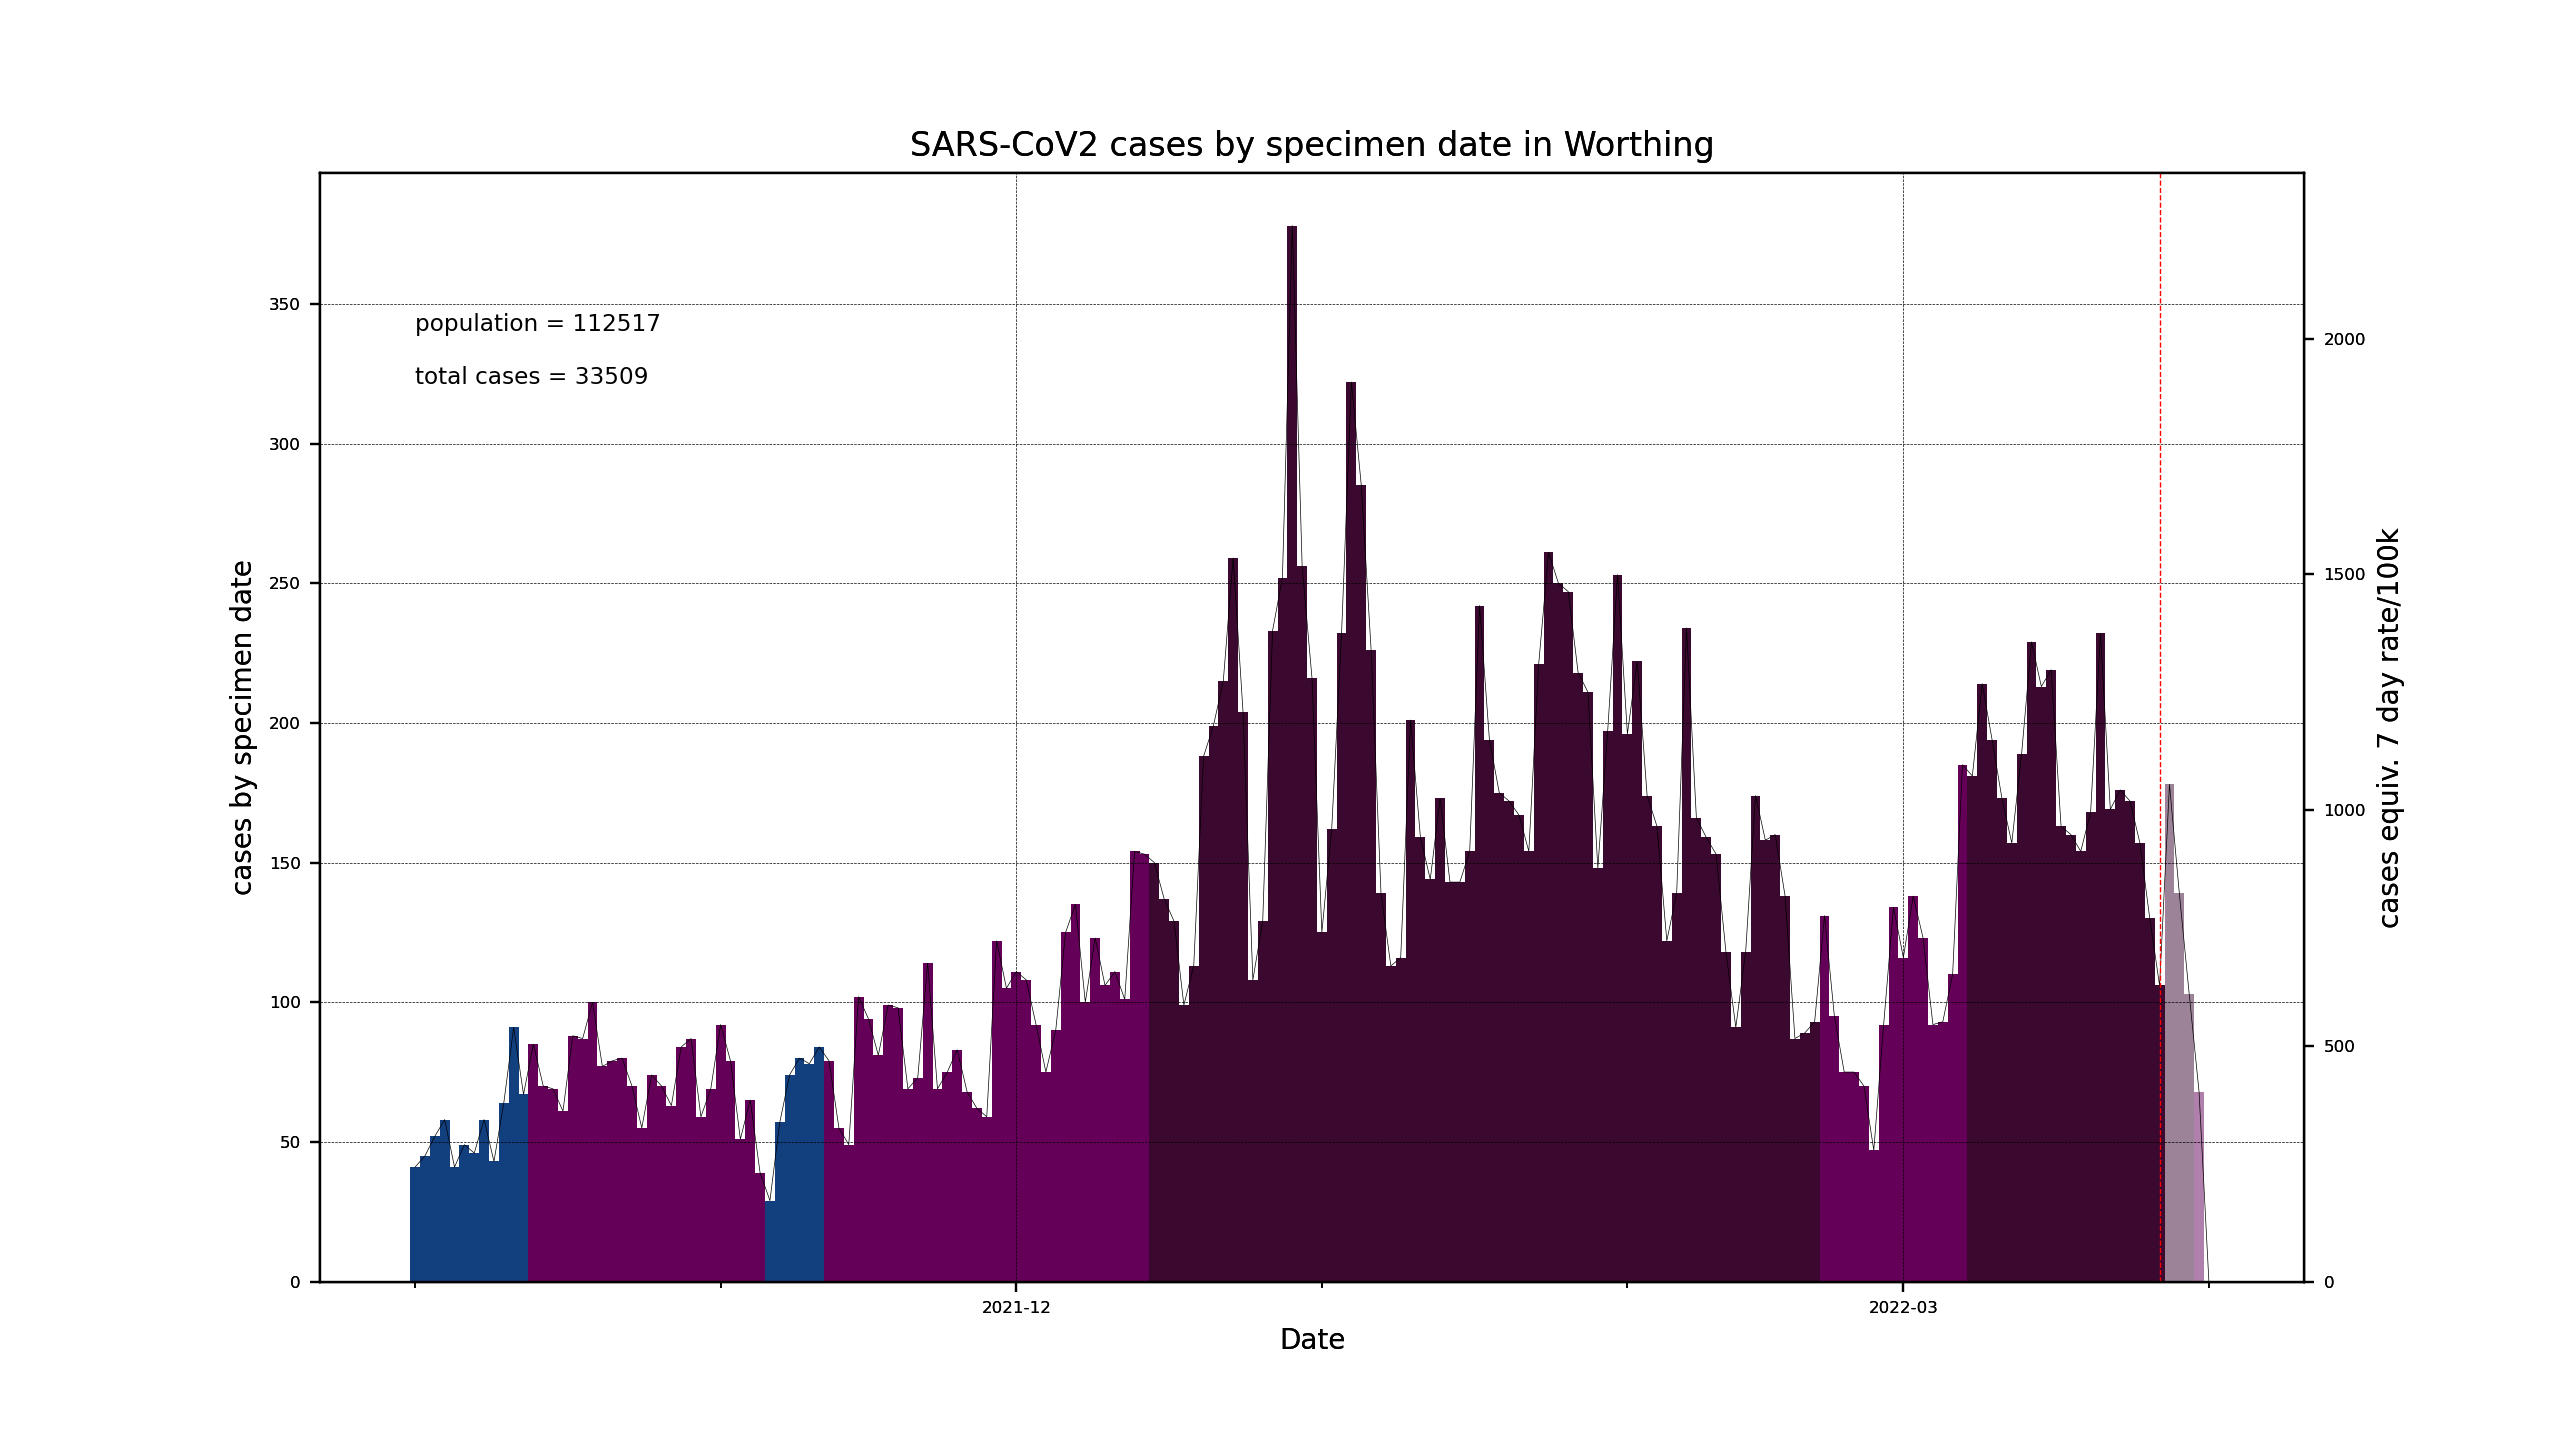 SARS-CoV2 cases by specimen date in Worthing
population = 112517
total cases = 33509
cases by specimen date
350
300
250
200
150
100
50
0
2000
1500
1000
500
0
cases equiv. 7 day rate/100k
2021-12
2022-03
Date